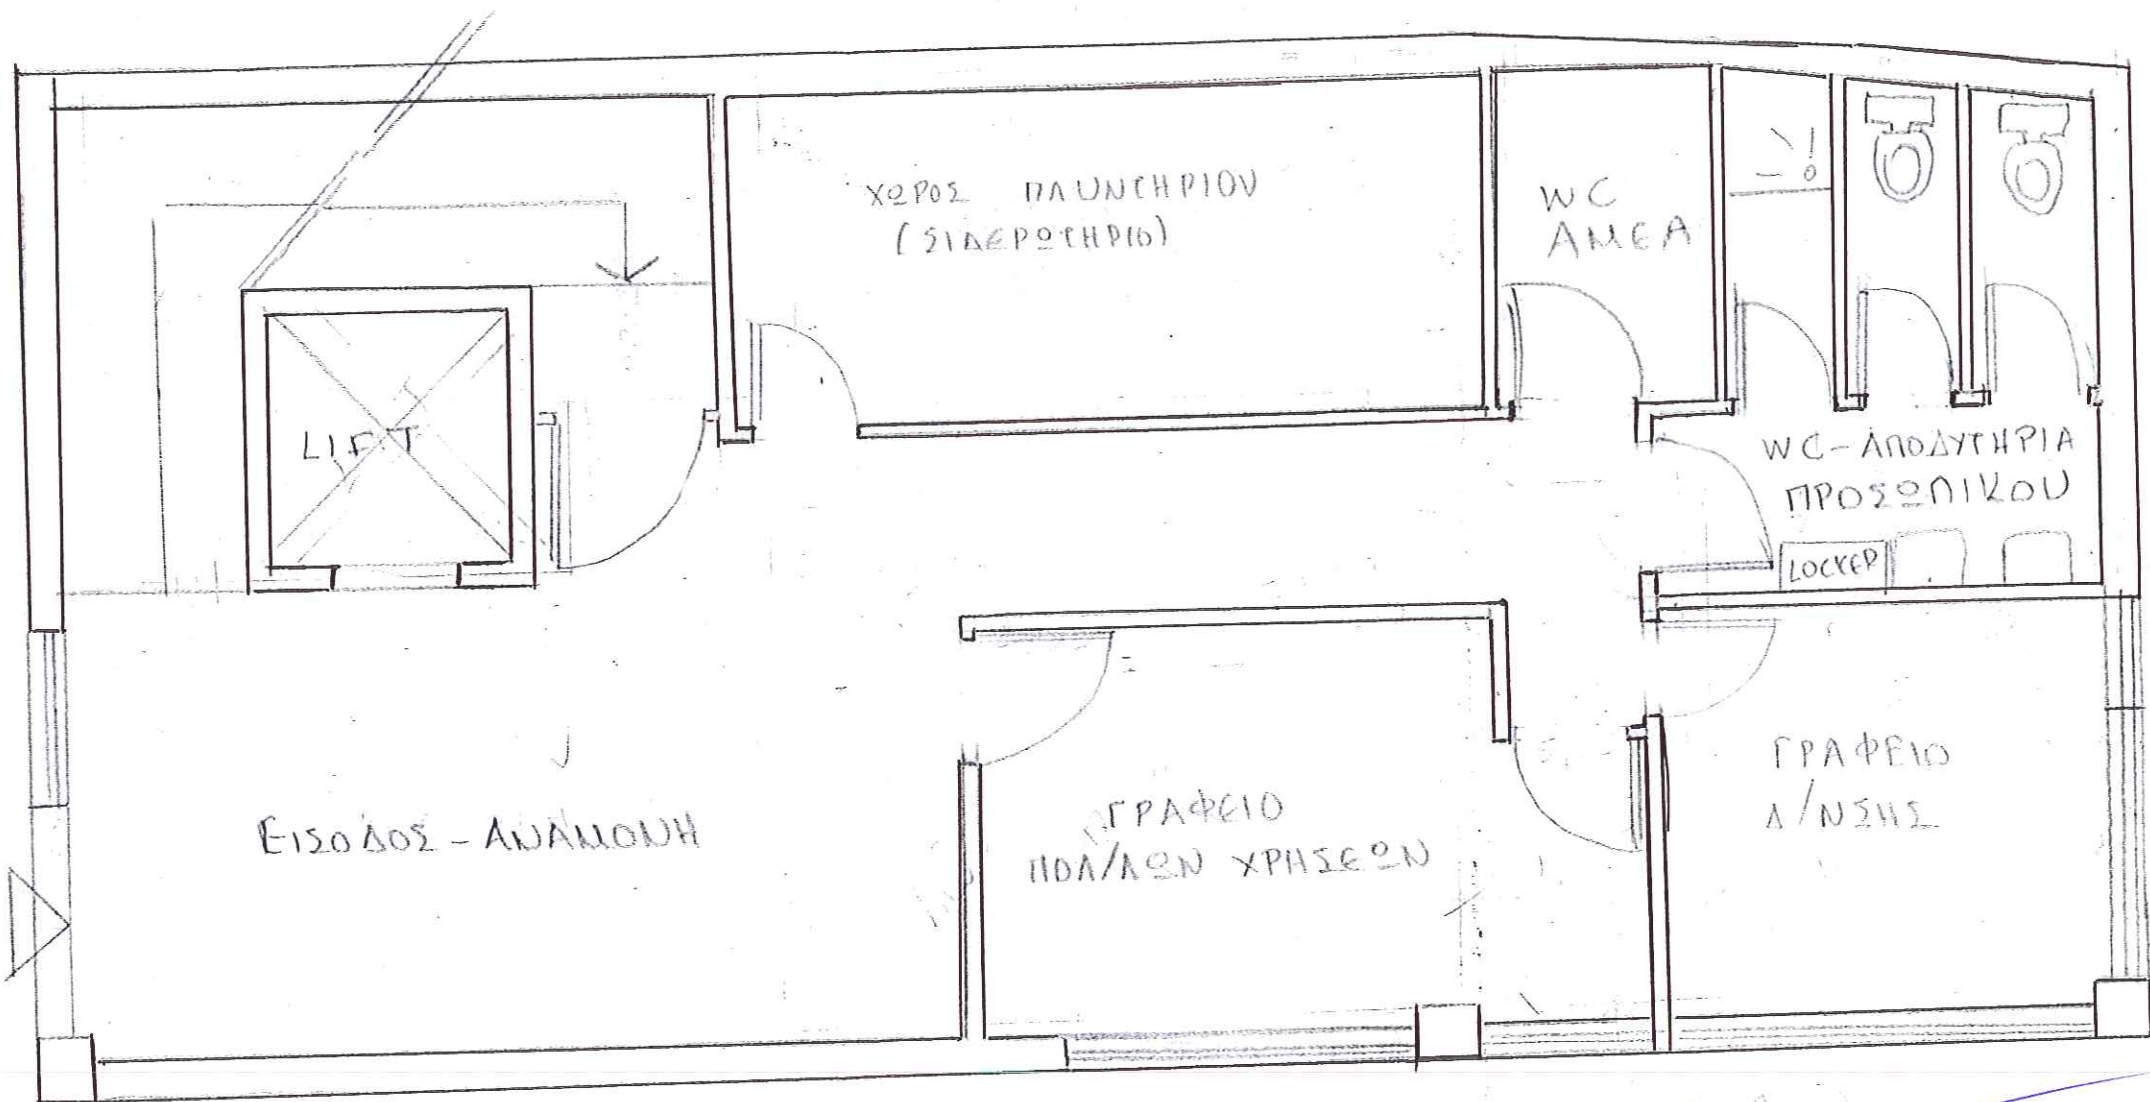 ΧΩΡΟΣ ΠΛΥΝΤΗΡΙΟΥ
(ΣΙΔΕΡΩΤΗΡΙΟ)
WC
ΑΜΕΑ
LIFT
WC-ΑΠΟΔΥΤΗΡΙΑ
ΠΡΟΣΩΠΙΚΟΥ
LOCKER
ΕΙΣΟΔΟΣ - ΑΝΑΜΟΝΗ
ΓΡΑΦΕΙΟ
ΠΟΛ/ΛΩΝ ΧΡΗΣΕΩΝ
ΓΡΑΦΕΙΟ
Δ/ΝΣΗΣ